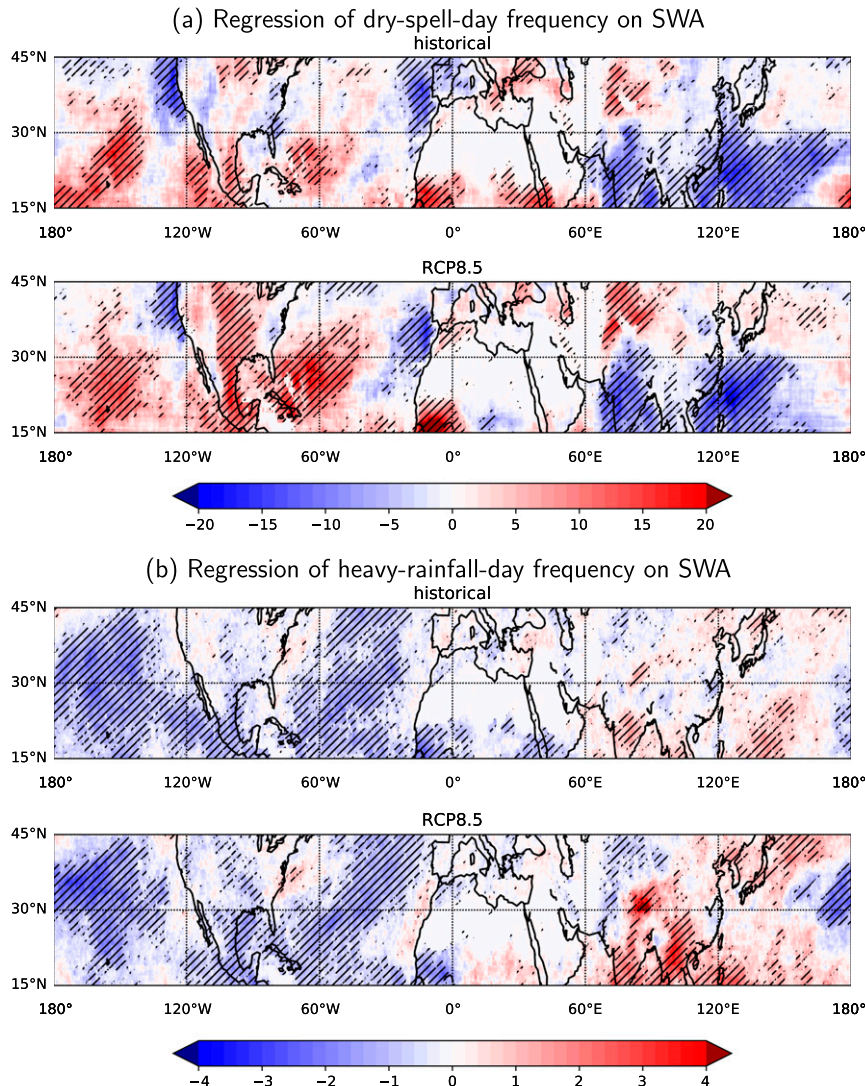 (a) Regression of dry-spell-day frequency on SWA
historical
45°N
30°N
15°N
180° 120°W 60°W 0° 60°E 120°E 180°
RCP8.5
45°N
30°N
15°N
180° 120°W 60°W 0° 60°E 120°E 180°
−20 −15 −10 −5 0 5 10 15 20
(b) Regression of heavy-rainfall-day frequency on SWA
historical
45°N
30°N
15°N
180° 120°W 60°W 0° 60°E 120°E 180°
RCP8.5
45°N
30°N
15°N
180° 120°W 60°W 0° 60°E 120°E 180°
−4 −3 −2 −1 0 1 2 3 4